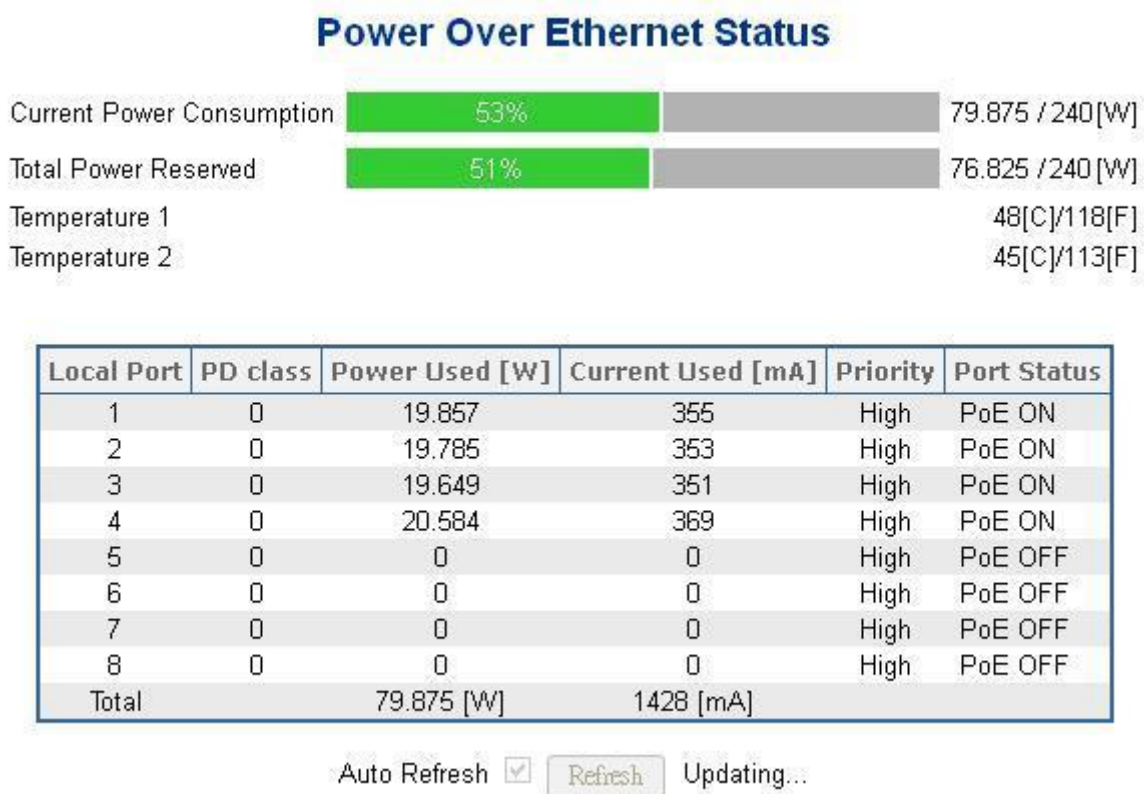 Power Over Ethernet Status
Current Power Consumption 53% 79.875 / 240[W]
Total Power Reserved 51% 76.825 / 240 [W]
Temperature 1 48[C]/118[F]
Temperature 2 45[C]/113[F]
Local Port PD class Power Used [W] Current Used [mA] Priority Port Status
1 0 19.857 355 High PoE ON
2 0 19.785 353 High PoE ON
3 0 19.649 351 High PoE ON
4 0 20.584 369 High PoE ON
5 0 0 0 High PoE OFF
6 0 0 0 High PoE OFF
7 0 0 0 High PoE OFF
8 0 0 0 High PoE OFF
Total 79.875 [W] 1428 [mA]
Auto Refresh Refresh Updating...